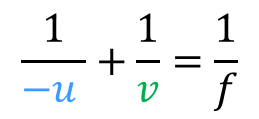 1/−u + 1/v = 1/f